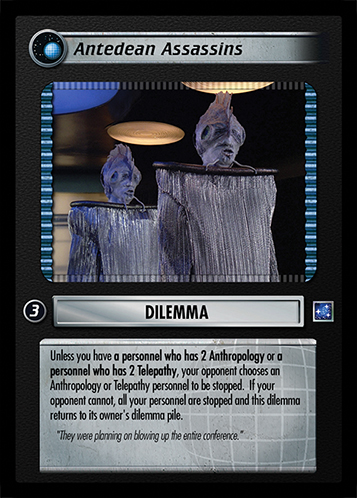 Antedean Assassins
3
DILEMMA
Unless you have a personnel who has 2 Anthropology or a
personnel who has 2 Telepathy, your opponent chooses an
Anthropology or Telepathy personnel to be stopped. If your
opponent cannot, all your personnel are stopped and this dilemma
returns to its owner's dilemma pile.
"They were planning on blowing up the entire conference."